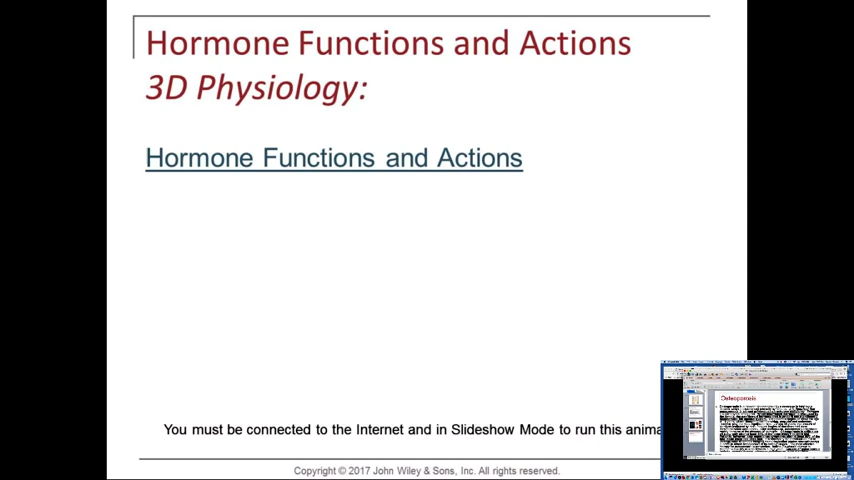 Hormone Functions and Actions
3D Physiology:
Hormone Functions and Actions
You must be connected to the Internet and in Slideshow Mode to run this anima
Copyright © 2017 John Wiley & Sons, Inc. All rights reserved.
Osteoporosis